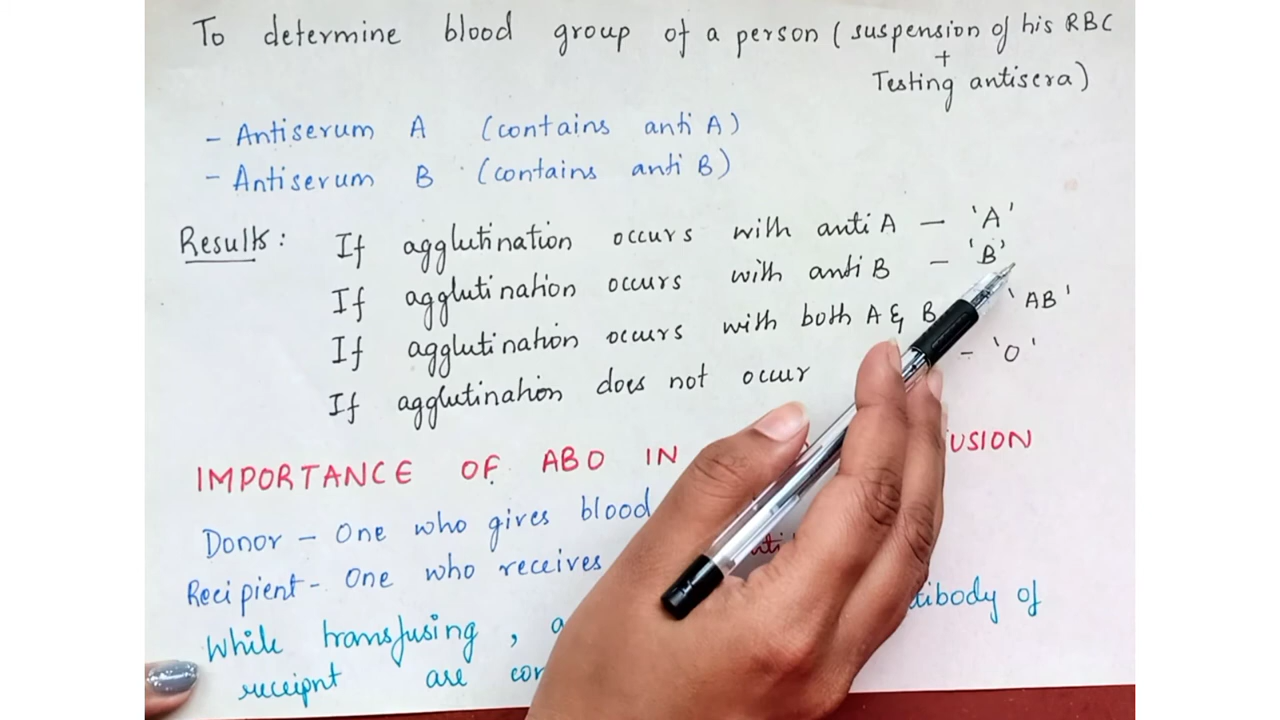 To determine blood group of a person ( suspension of his RBC
+
Testing antisera )
- Antiserum A (contains anti A)
- Antiserum B (contains anti B)
Results : If agglutination occurs with anti A - 'A'
If agglutination occurs with anti B - 'B'
If agglutination occurs with both A & B 'AB'
If agglutination does not occur - 'O'
IMPORTANCE OF ABO IN
Donor - One who gives blood
Recipient - One who receives
While transfusing , of
receipnt are